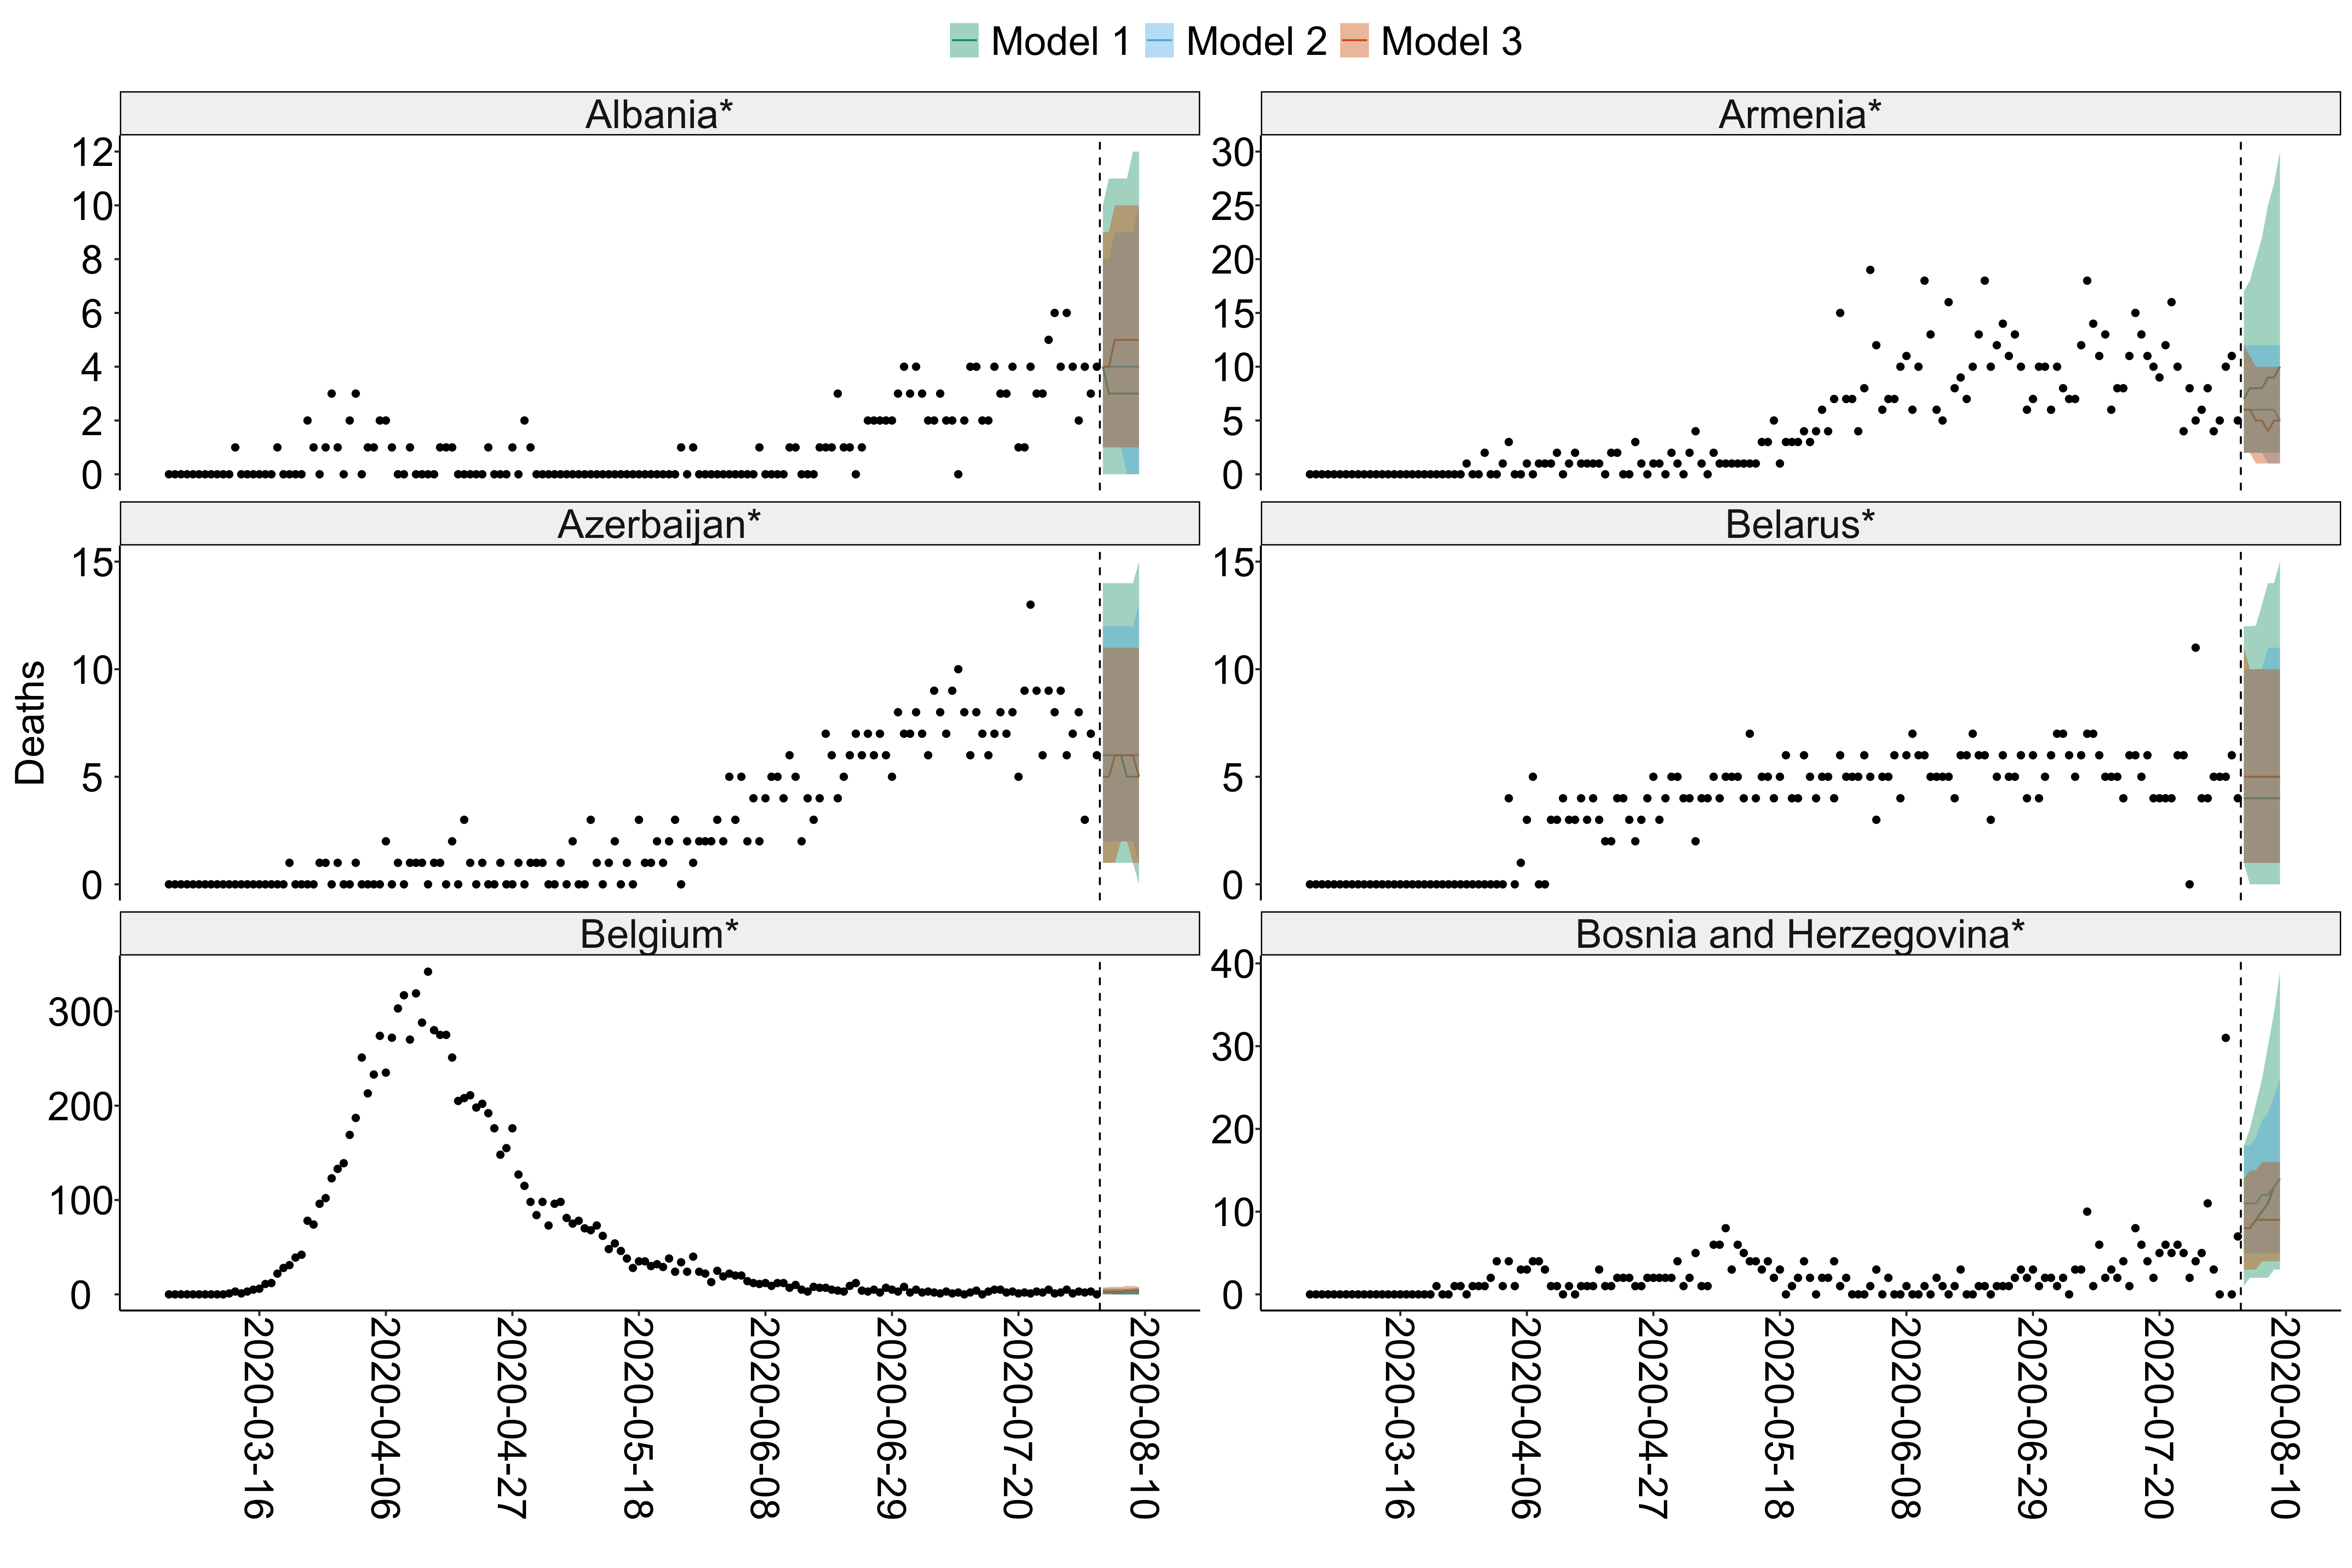 Model 1 Model 2 Model 3
Albania* Armenia*
12 30
10 25
8 20
6 15
4 10
2 5
0 0
Azerbaijan* Belarus*
15 15
10 10
5 5
0 0
Deaths
Belgium* Bosnia and Herzegovina*
300 40
200 30
100 20
0 10
0
2020-03-16 2020-04-06 2020-04-27 2020-05-18 2020-06-08 2020-06-29 2020-07-20 2020-08-10 2020-03-16 2020-04-06 2020-04-27 2020-05-18 2020-06-08 2020-06-29 2020-07-20 2020-08-10